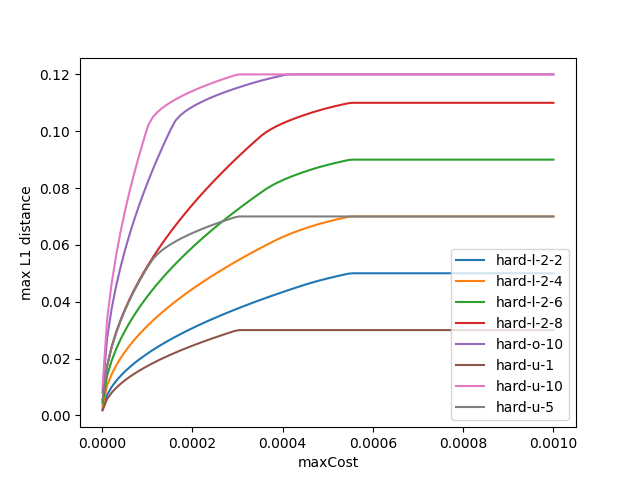 0.12
0.10
0.08
0.06
0.04
0.02
0.00
max L1 distance
0.0000 0.0002 0.0004 0.0006 0.0008 0.0010
maxCost
hard-l-2-2
hard-l-2-4
hard-l-2-6
hard-l-2-8
hard-o-10
hard-u-1
hard-u-10
hard-u-5